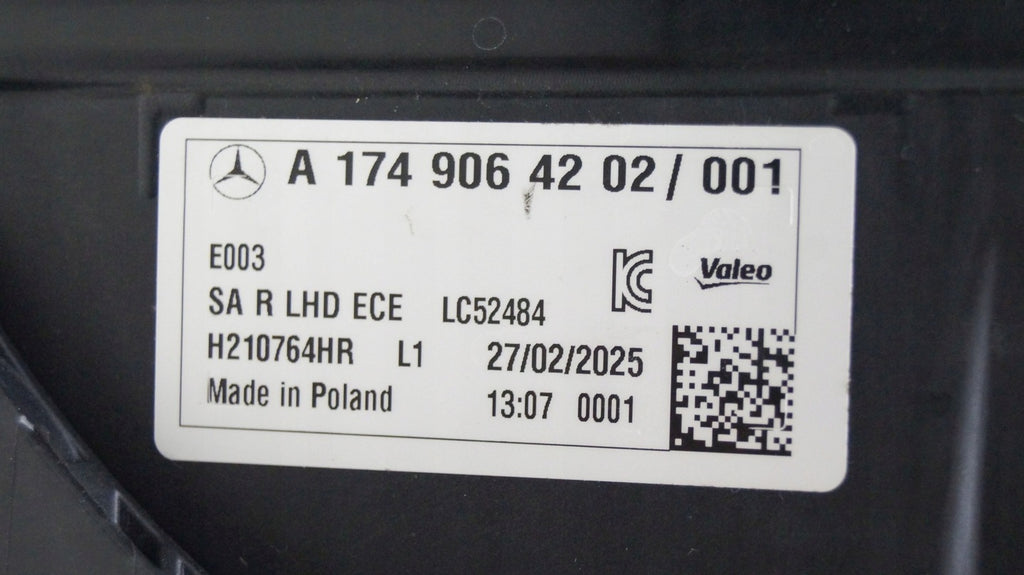 A 174 906 42 02 / 001
E003
KC Valeo
SA R LHD ECE LC52484
H210764HR L1 27/02/2025
Made in Poland 13:07 0001